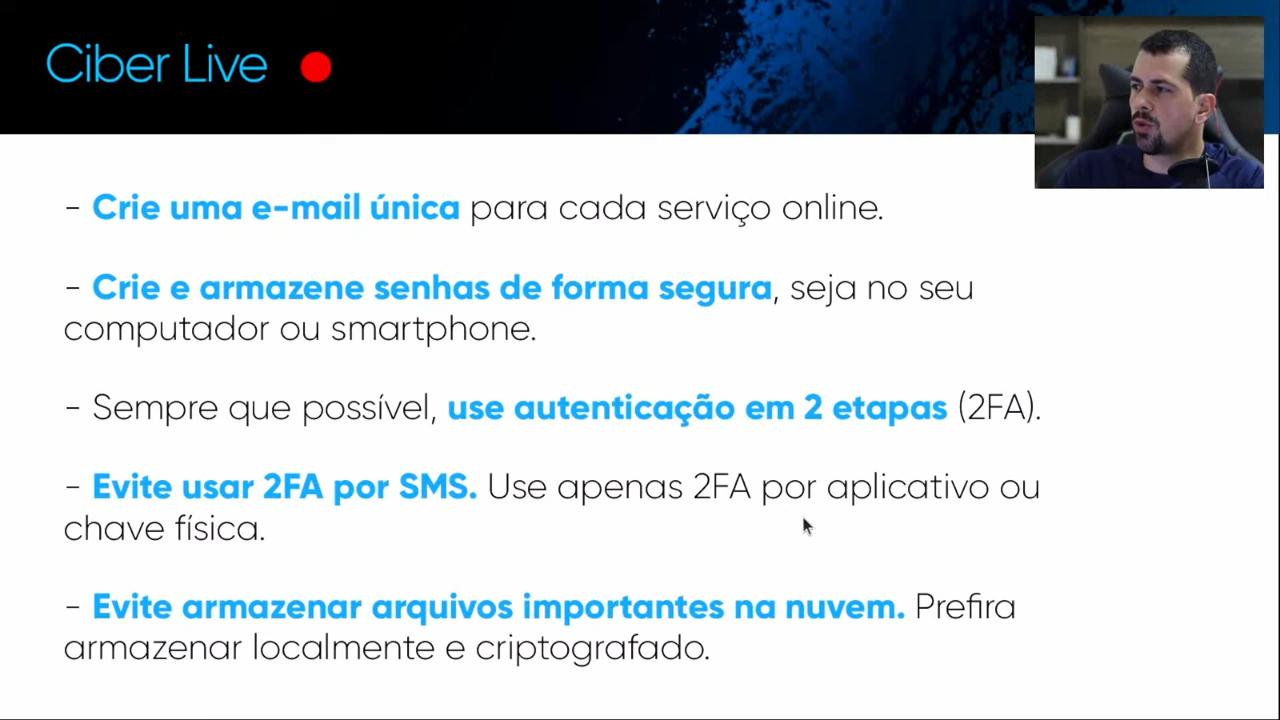 Ciber Live
- Crie uma e-mail única para cada serviço online.
- Crie e armazene senhas de forma segura, seja no seu
computador ou smartphone.
- Sempre que possível, use autenticação em 2 etapas (2FA).
- Evite usar 2FA por SMS. Use apenas 2FA por aplicativo ou
chave física.
- Evite armazenar arquivos importantes na nuvem. Prefira
armazenar localmente e criptografado.